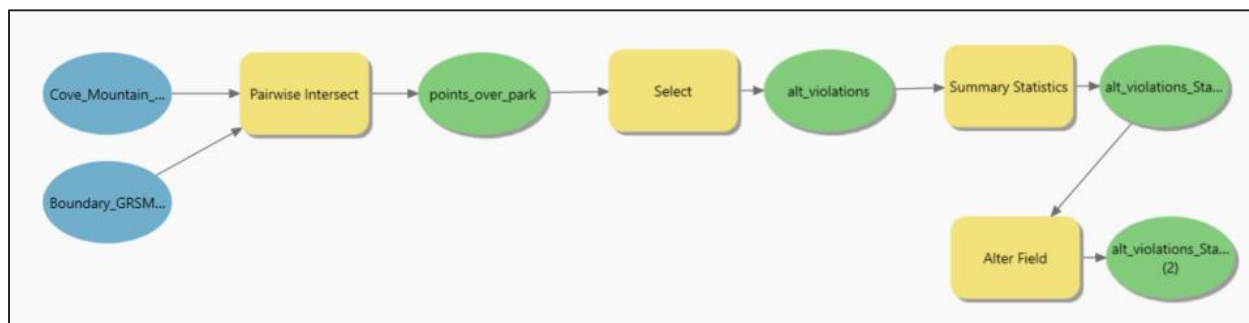 Cove_Mountain_...
Pairwise Intersect
points_over_park
Select
alt_violations
Summary Statistics
alt_violations_Sta...
Boundary_GRSM...
Alter Field
alt_violations_Sta...
(2)